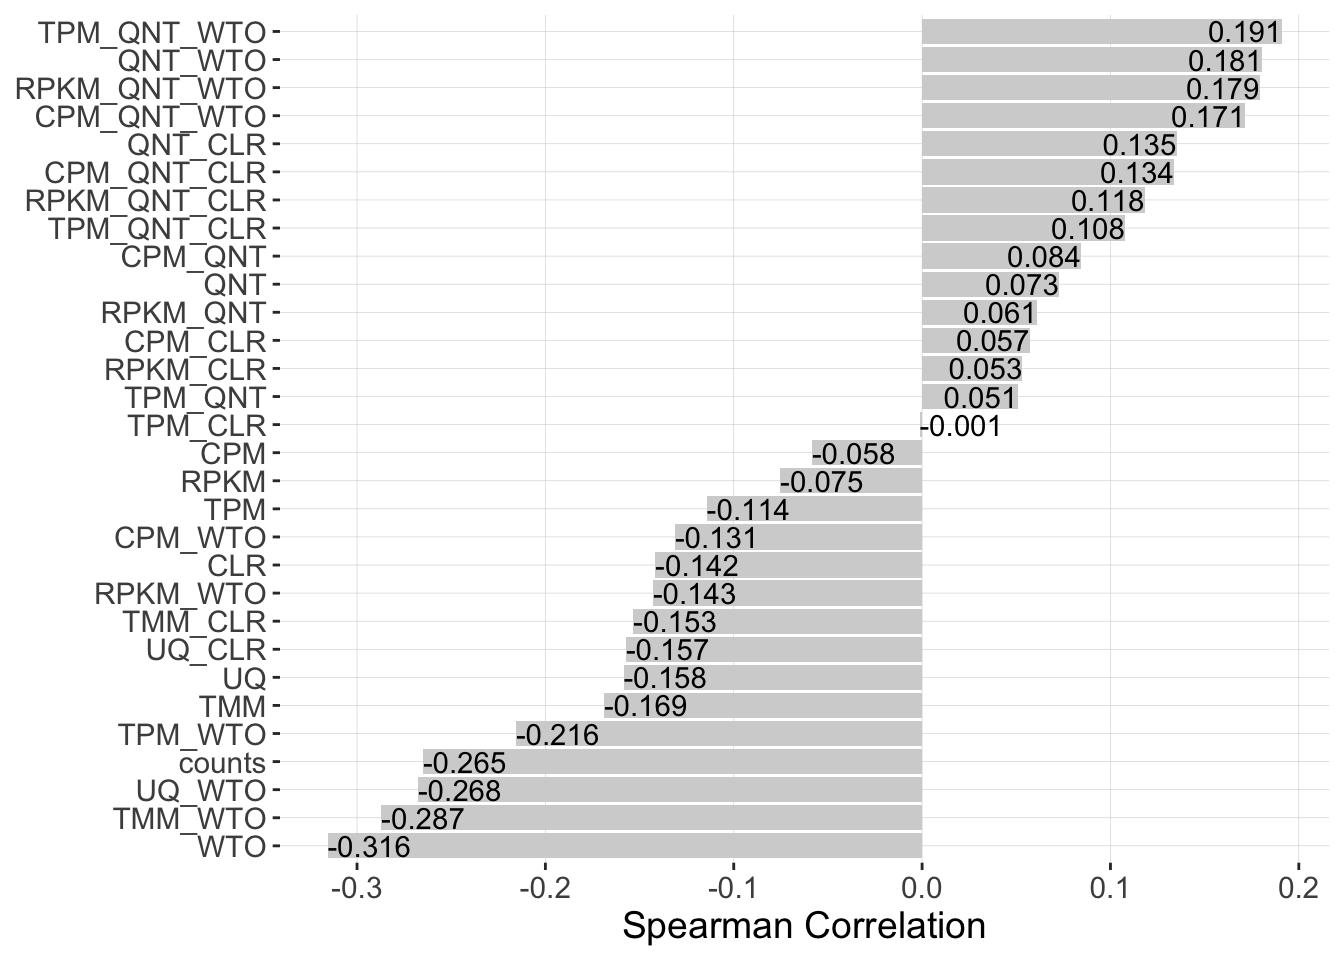 TPM_QNT_WTO 0.191
QNT_WTO 0.181
RPKM_QNT_WTO 0.179
CPM_QNT_WTO 0.171
QNT_CLR 0.135
CPM_QNT_CLR 0.134
RPKM_QNT_CLR 0.118
TPM_QNT_CLR 0.108
CPM_QNT 0.084
QNT 0.073
RPKM_QNT 0.061
CPM_CLR 0.057
RPKM_CLR 0.053
TPM_QNT 0.051
TPM_CLR -0.001
CPM -0.058
RPKM -0.075
TPM -0.114
CPM_WTO -0.131
CLR -0.142
RPKM_WTO -0.143
TMM_CLR -0.153
UQ_CLR -0.157
UQ -0.158
TMM -0.169
TPM_WTO -0.216
counts -0.265
UQ_WTO -0.268
TMM_WTO -0.287
WTO -0.316
-0.3 -0.2 -0.1 0.0 0.1 0.2
Spearman Correlation